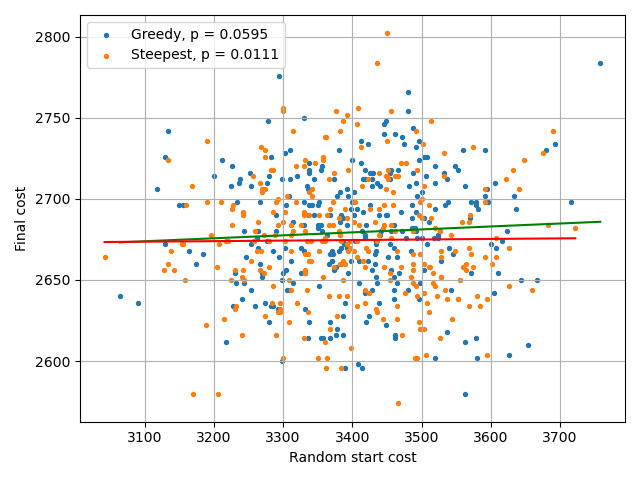 Greedy, p = 0.0595
Steepest, p = 0.0111
2800
2750
2700
2650
2600
Final cost
3100 3200 3300 3400 3500 3600 3700
Random start cost